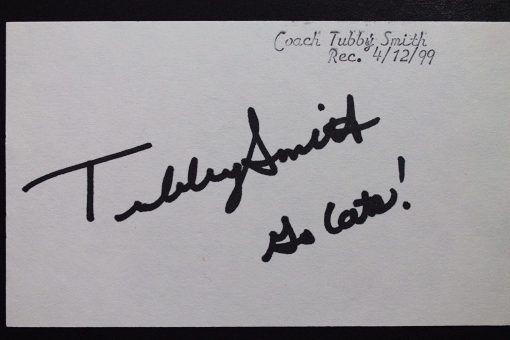 Coach Tubby Smith
Rec. 4/12/99
Tubby Smith
Go Cats!